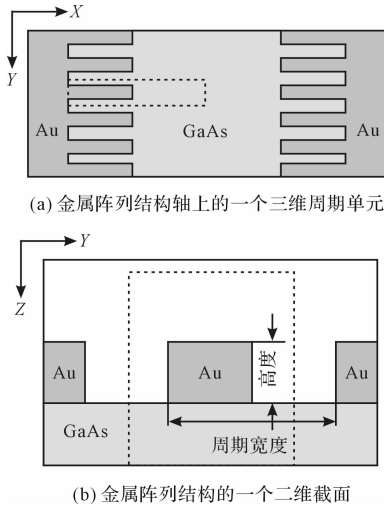 X
Y
Au
GaAs
Au
(a) 金属阵列结构轴上的一个三维周期单元
Y
Z
Au
Au
高度
Au
GaAs
周期宽度
(b) 金属阵列结构的一个二维截面